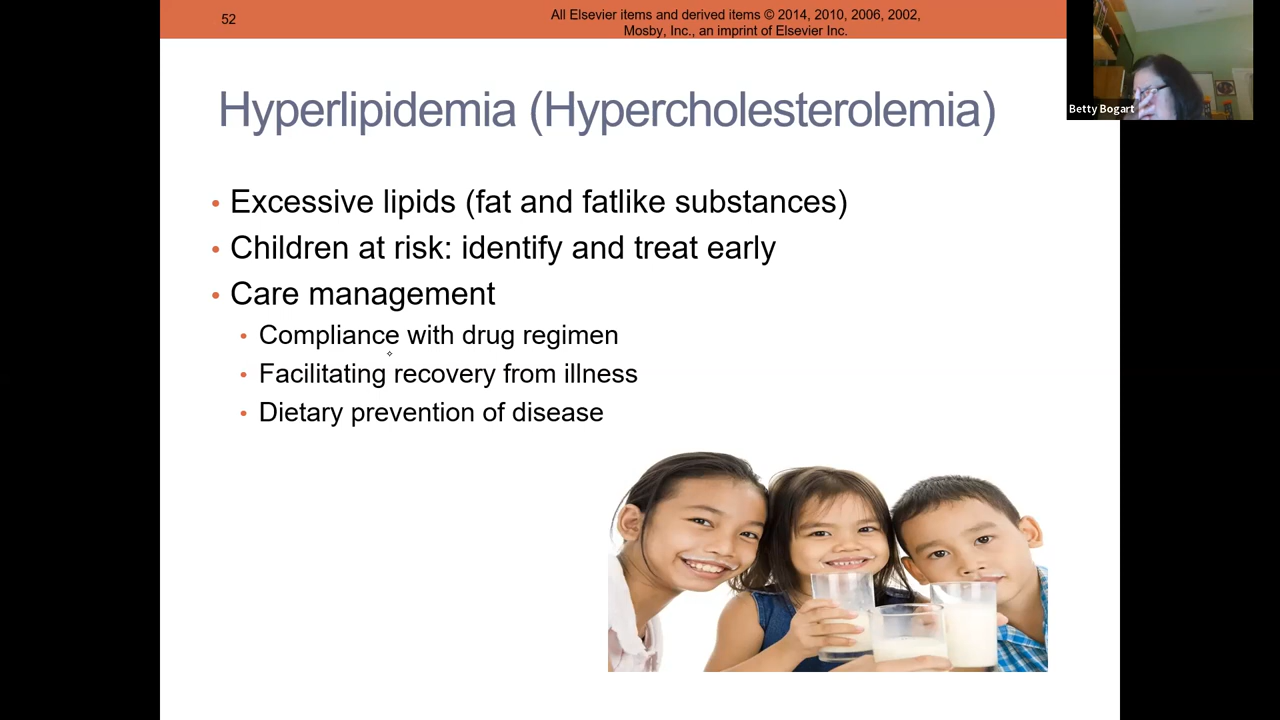 52
All Elsevier items and derived items © 2014, 2010, 2006, 2002,
Mosby, Inc., an imprint of Elsevier Inc.
Betty Bogart
Hyperlipidemia (Hypercholesterolemia)
• Excessive lipids (fat and fatlike substances)
• Children at risk: identify and treat early
• Care management
• Compliance with drug regimen
• Facilitating recovery from illness
• Dietary prevention of disease